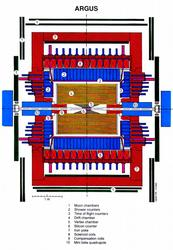 ARGUS
1 m
1 Muon chambers
2 Shower counters
3 Time of flight counters
4 Drift chamber
5 Vertex chamber
6 Silicon counter
7 Iron yoke
8 Solenoid coils
9 Compensation coils
10 Mini beta quadrupole